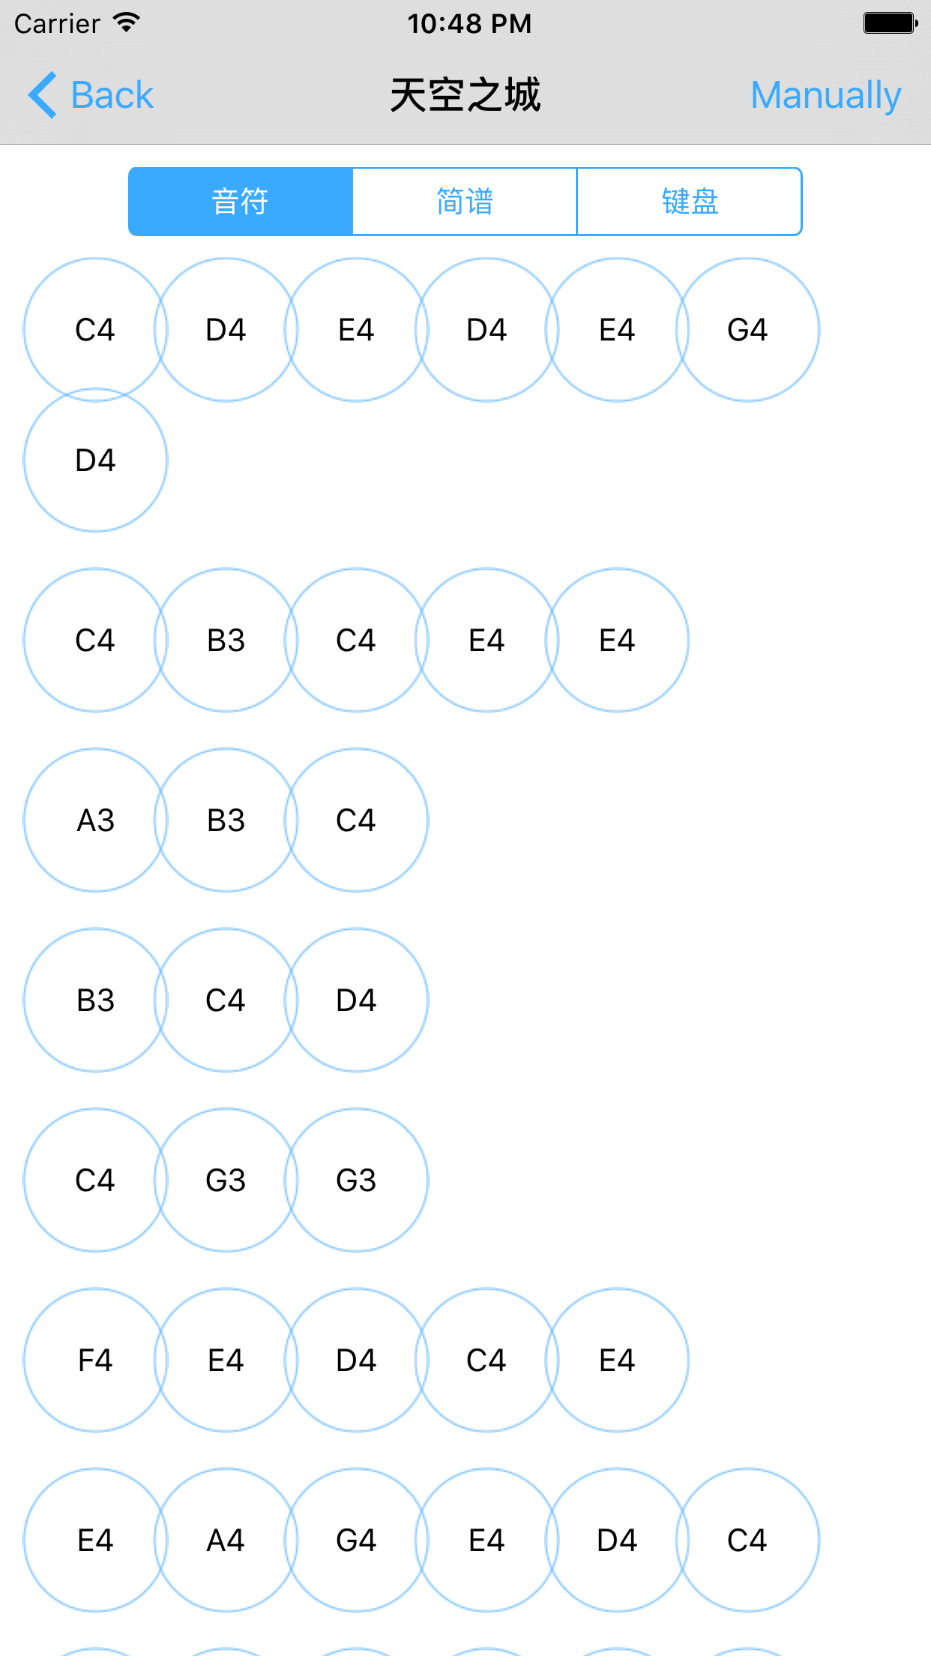 Carrier 10:48 PM
Back 天空之城 Manually
音符 简谱 键盘
C4 D4 E4 D4 E4 G4
D4
C4 B3 C4 E4 E4
A3 B3 C4
B3 C4 D4
C4 G3 G3
F4 E4 D4 C4 E4
E4 A4 G4 E4 D4 C4